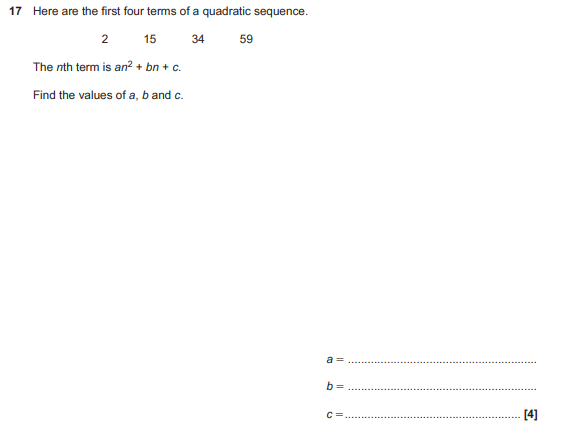 17 Here are the first four terms of a quadratic sequence.
2 15 34 59
The nth term is an² + bn + c.
Find the values of a, b and c.
a = ..........................................................
b = ..........................................................
c = ...................................................... [4]